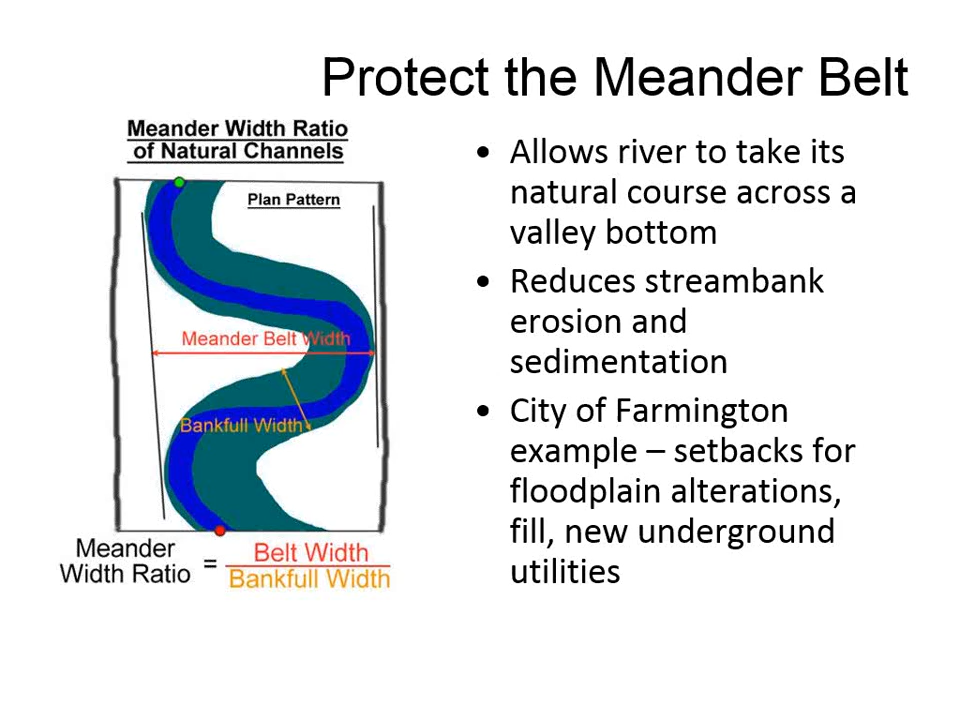 Protect the Meander Belt
Meander Width Ratio
of Natural Channels
Plan Pattern
Meander Belt Width
Bankfull Width
Meander
Width Ratio
=
Belt Width
Bankfull Width
• Allows river to take its
natural course across a
valley bottom
• Reduces streambank
erosion and
sedimentation
• City of Farmington
example – setbacks for
floodplain alterations,
fill, new underground
utilities